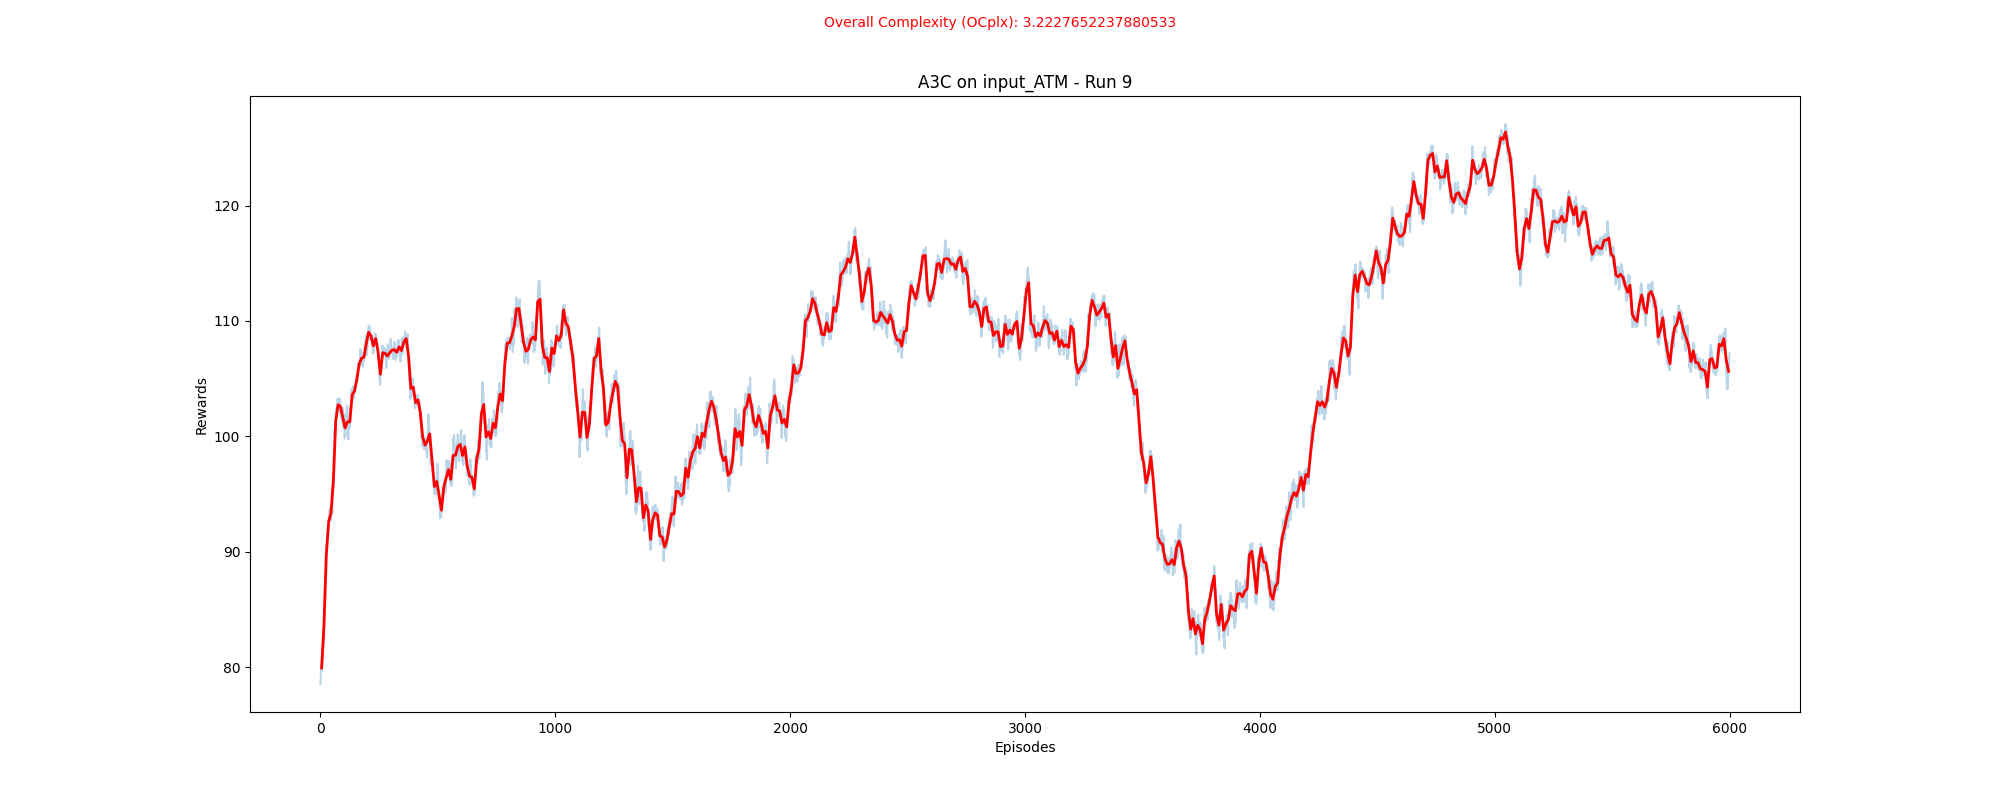 Overall Complexity (OCplx): 3.2227652237880533
A3C on input_ATM - Run 9
Rewards
120
110
100
90
80
0 1000 2000 3000 4000 5000 6000
Episodes